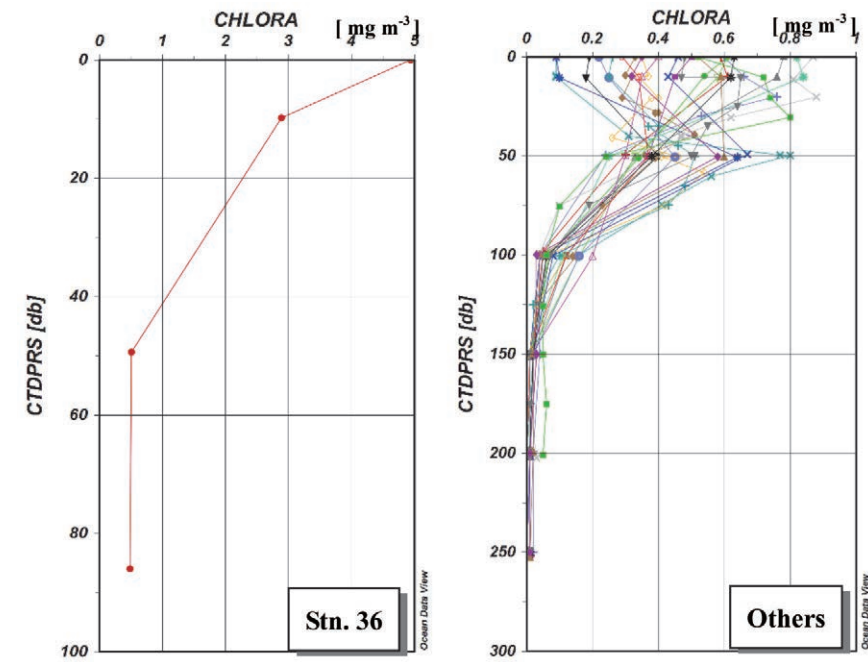 CHLORA
[ mg m-3]
0 1 2 3 4 5
0
20
40
60
80
100
CTDPRS [db]
Stn. 36
Ocean Data View
CHLORA
[ mg m-3]
0 0.2 0.4 0.6 0.8 1
0
50
100
150
200
250
300
CTDPRS [db]
Others
Ocean Data View